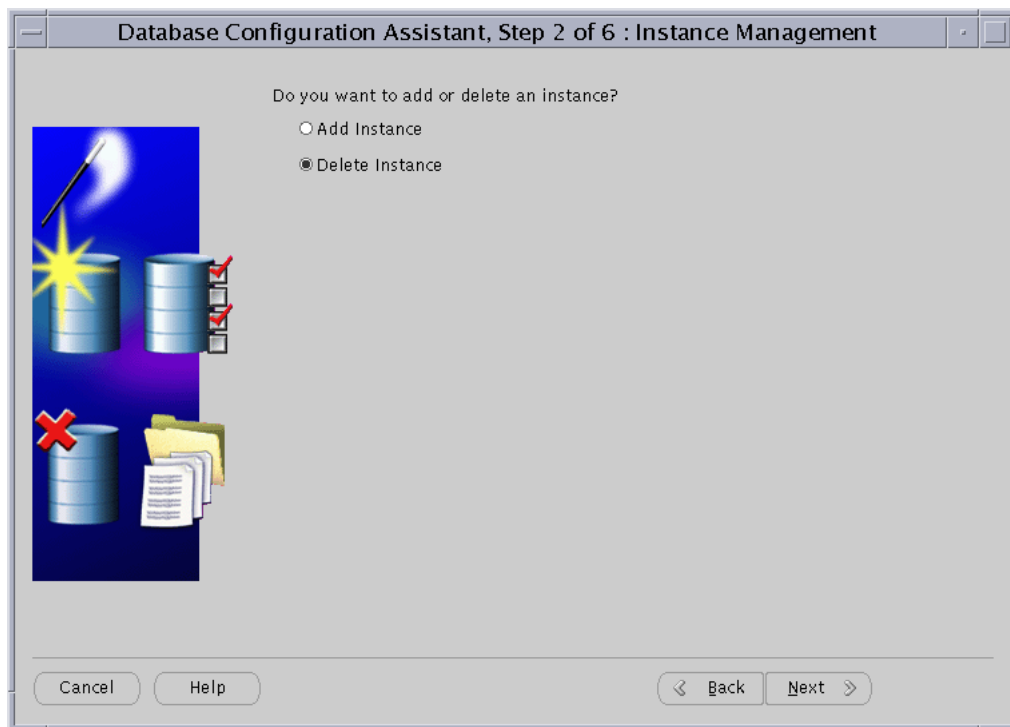 Database Configuration Assistant, Step 2 of 6 : Instance Management
Do you want to add or delete an instance?
Add Instance
Delete Instance
Cancel
Help
Back
Next